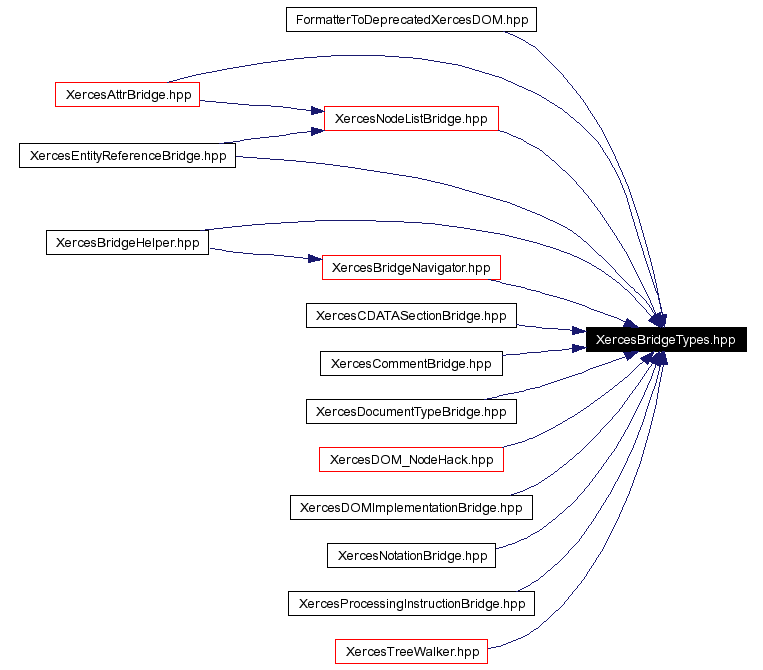 FormatterToDeprecatedXercesDOM.hpp
XercesAttrBridge.hpp
XercesNodeListBridge.hpp
XercesEntityReferenceBridge.hpp
XercesBridgeHelper.hpp
XercesBridgeNavigator.hpp
XercesCDATASectionBridge.hpp
XercesBridgeTypes.hpp
XercesCommentBridge.hpp
XercesDocumentTypeBridge.hpp
XercesDOM_NodeHack.hpp
XercesDOMImplementationBridge.hpp
XercesNotationBridge.hpp
XercesProcessingInstructionBridge.hpp
XercesTreeWalker.hpp